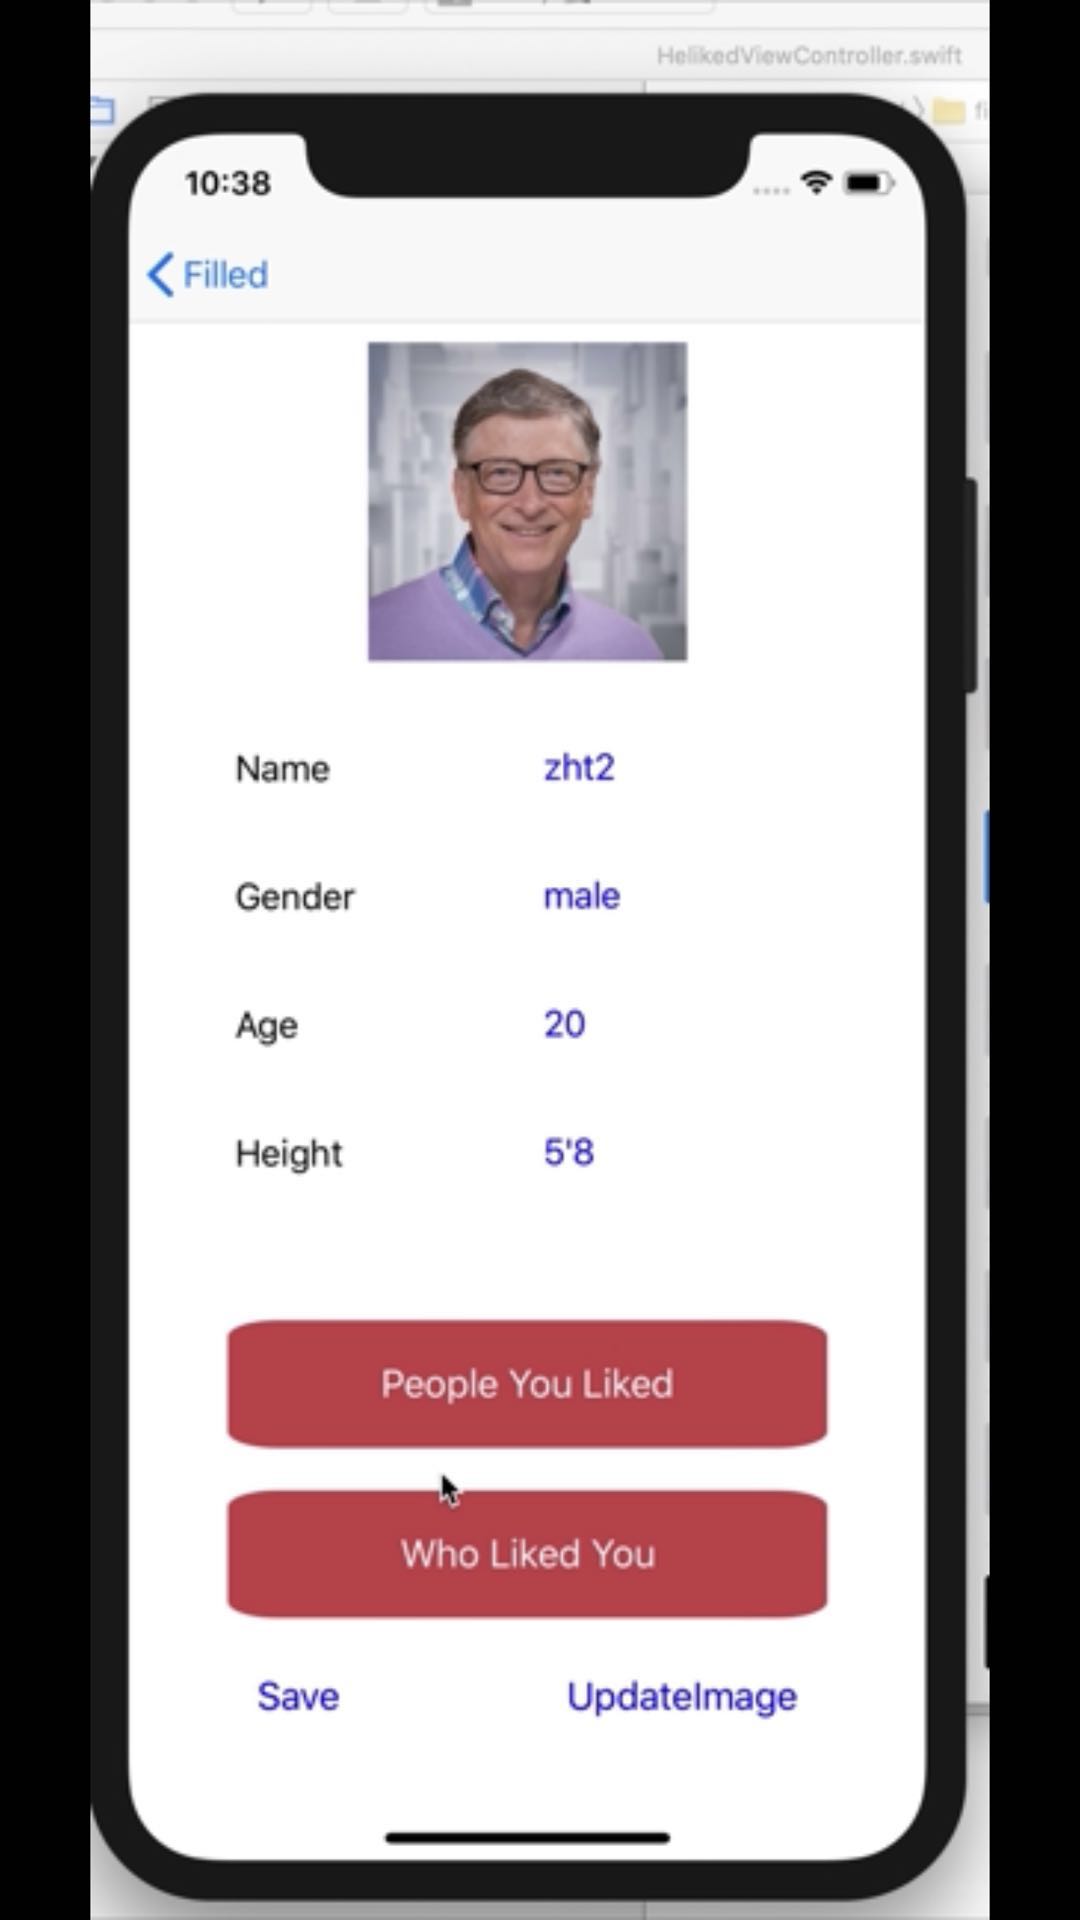 HelikedViewController.swift
10:38
Filled
Name zht2
Gender male
Age 20
Height 5'8
People You Liked
Who Liked You
Save UpdateImage